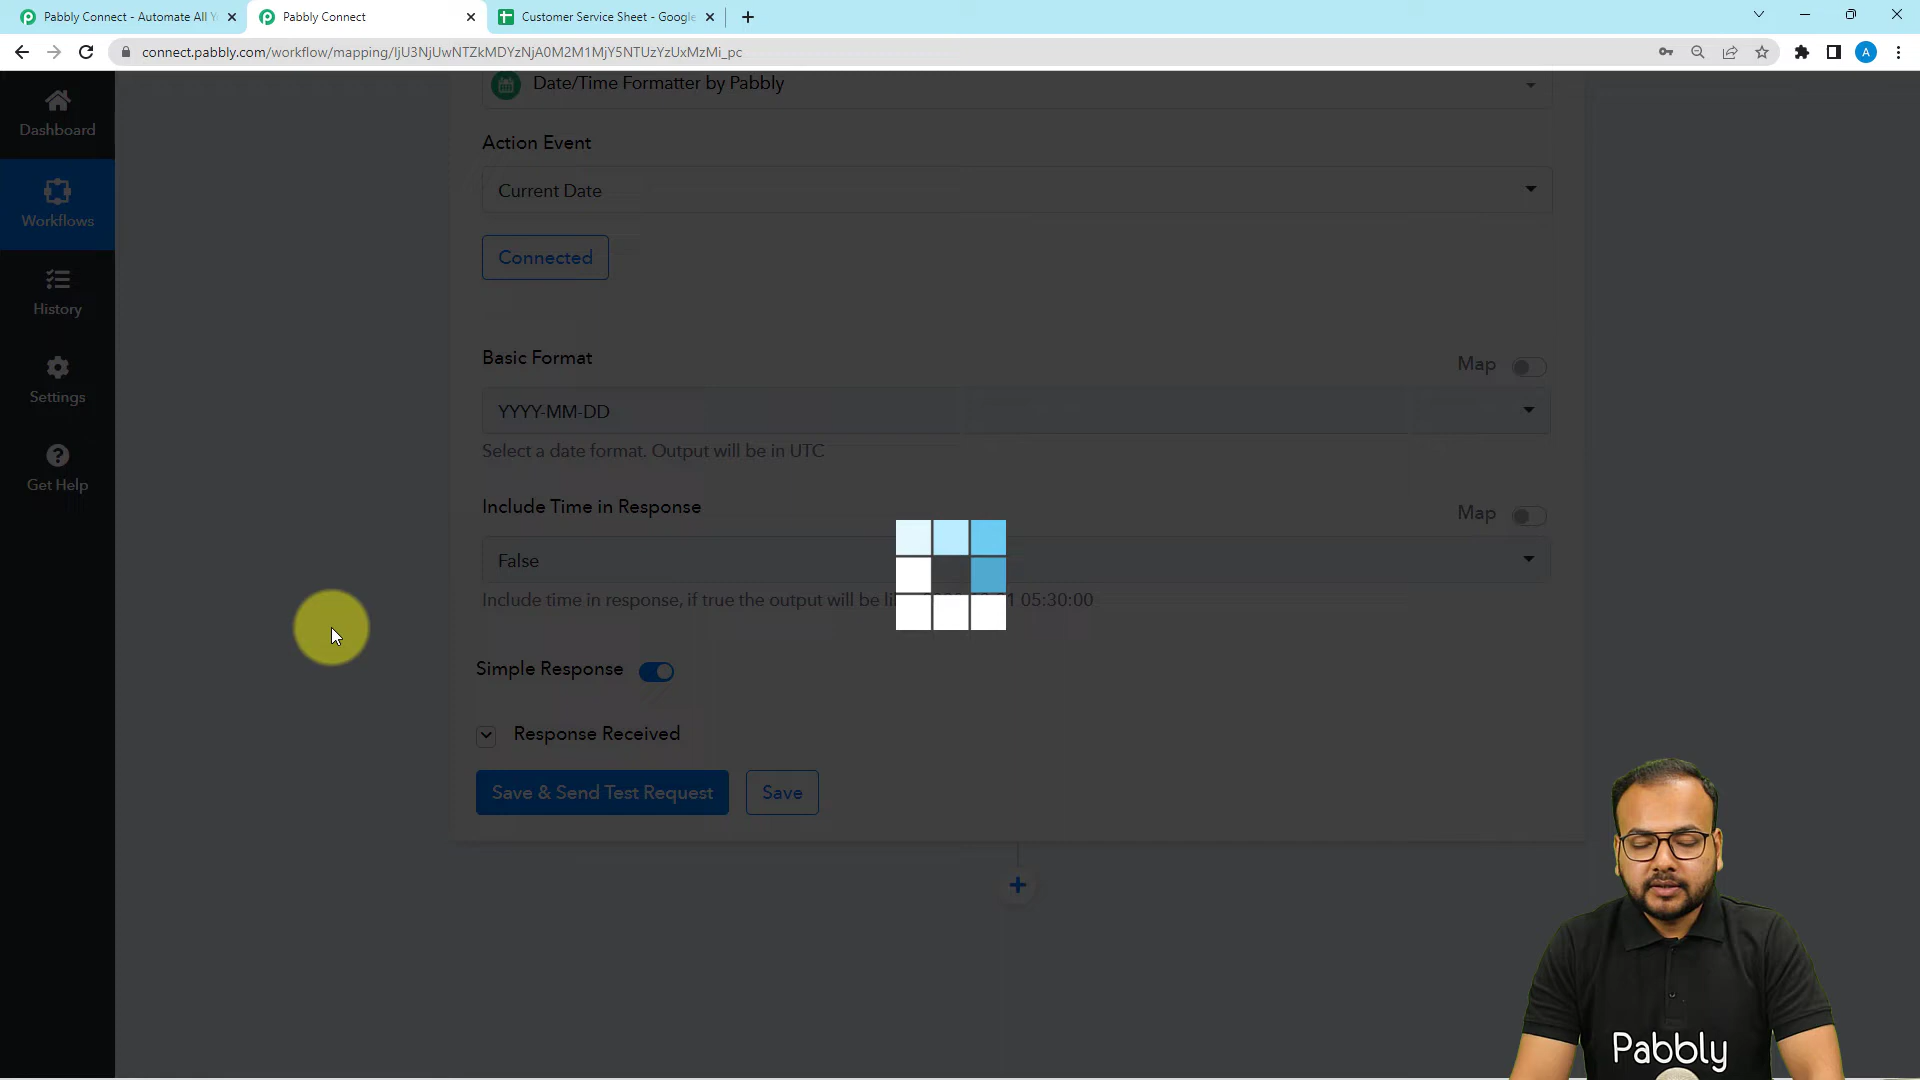 Pabbly Connect - Automate All Y
Pabbly Connect
Customer Service Sheet - Google
connect.pabbly.com/workflow/mapping/IjU3NjUwNTZkMDYzNjA0M2M1MjY5NTUzYzUxMzMi_pc
A
Dashboard
Workflows
History
Settings
Get Help
Date/Time Formatter by Pabbly
Action Event
Current Date
Connected
Basic Format
Map
YYYY-MM-DD
Select a date format. Output will be in UTC
Include Time in Response
Map
False
Include time in response, if true the output will be li 1 05:30:00
Simple Response
Response Received
Save & Send Test Request
Save
Pabbly